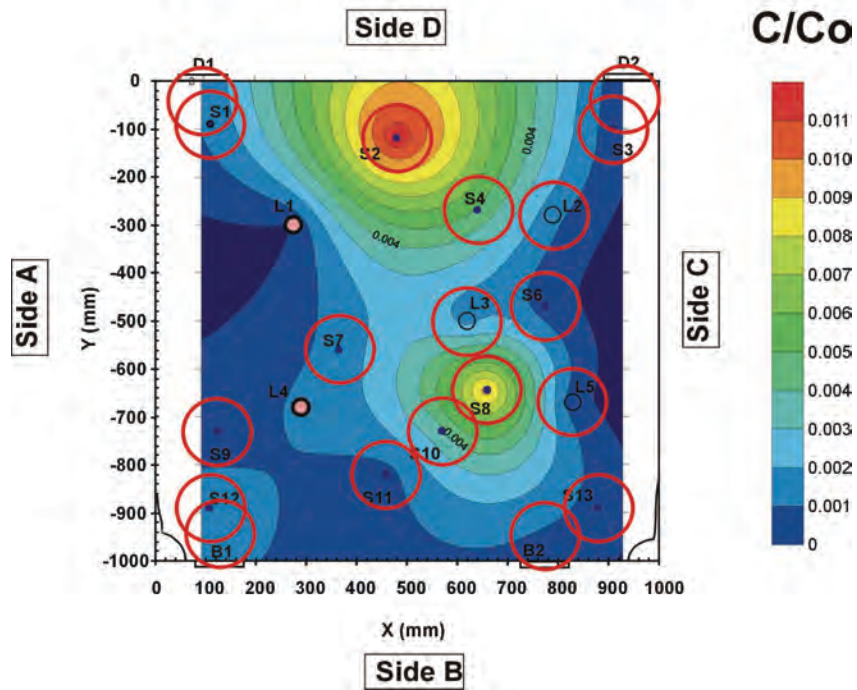 Side D
C/Co
D1
D2
0
-100
-200
-300
-400
-500
-600
-700
-800
-900
-1000
Y (mm)
Side A
S1
S2
S3
0.004
S4
L1
L2
0.004
Side C
L3
S6
S7
L4
L5
S8
S9
S10
0.004
S11
S12
S13
B1
B2
0 100 200 300 400 500 600 700 800 900 1000
X (mm)
Side B
0.011
0.010
0.009
0.008
0.007
0.006
0.005
0.004
0.003
0.002
0.001
0